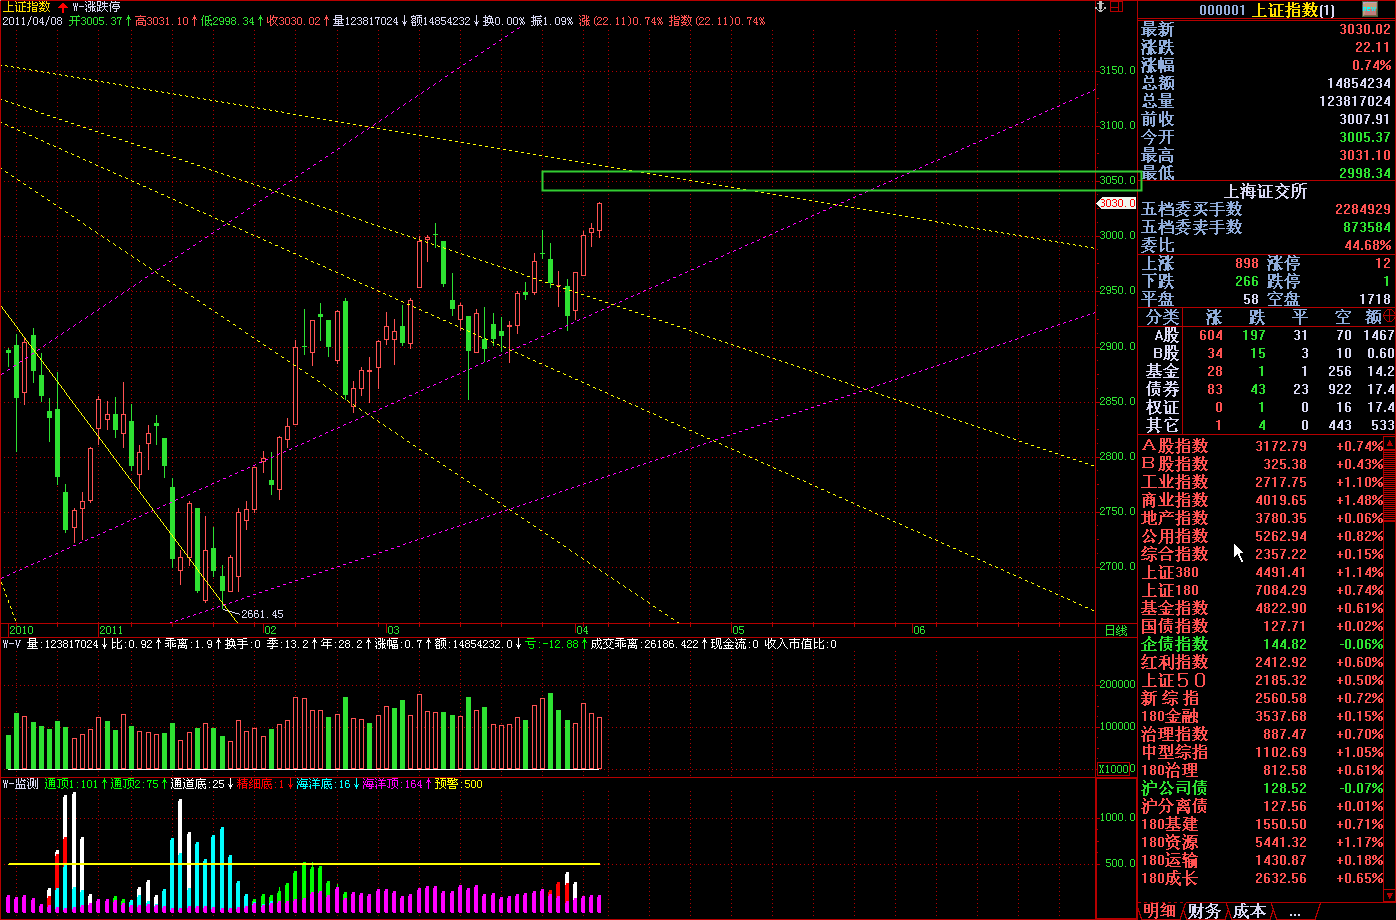 上证指数 W-涨跌停
2011/04/08 开3005.37↑高3031.10↑低2998.34↑收3030.02↑量123817024↓额14854232↓换0.00% 振1.09% 涨(22.11)0.74% 指数(22.11)0.74%
3150.0
3100.0
3050.0
3030.0
3000.0
2950.0
2900.0
2850.0
2800.0
2750.0
2700.0
2661.45
2010 2011 02 03 04 05 06 日线
W-V 量:123817024↓比:0.92↑乖离:1.9↑换手:0 季:13.2↑年:28.2↑涨幅:0.7↑额:14854232.0↓亏:-12.88↑成交乖离:26186.422↑现金流:0 收入市值比:0
200000
100000
X10000
W-监测 通顶1:101↑通顶2:75↑通道底:25↓精细底:1↓海洋底:16↓海洋顶:164↑预警:500
1000.0
500.0
000001 上证指数(1)
最新 3030.02
涨跌 22.11
涨幅 0.74%
总额 14854234
总量 123817024
前收 3007.91
今开 3005.37
最高 3031.10
最低 2998.34
上海证交所
五档委买手数 2284929
五档委卖手数 873584
委比 44.68%
上涨 898 涨停 12
下跌 266 跌停 1
平盘 58 空盘 1718
分类 涨 跌 平 空 额
A股 604 197 31 70 1467
B股 34 15 3 10 0.60
基金 28 1 1 256 14.2
债券 83 43 23 922 17.4
权证 0 1 0 16 17.4
其它 1 4 0 443 533
A股指数 3172.79 +0.74%
B股指数 325.38 +0.43%
工业指数 2717.75 +1.10%
商业指数 4019.65 +1.48%
地产指数 3780.35 +0.06%
公用指数 5262.94 +0.82%
综合指数 2357.22 +0.15%
上证380 4491.41 +1.14%
上证180 7084.29 +0.74%
基金指数 4822.90 +0.61%
国债指数 127.71 +0.02%
企债指数 144.82 -0.06%
红利指数 2412.92 +0.60%
上证50 2185.32 +0.50%
新综指 2560.58 +0.72%
180金融 3537.68 +0.15%
治理指数 887.47 +0.70%
中型综指 1102.69 +1.05%
180治理 812.58 +0.61%
沪公司债 128.52 -0.07%
沪分离债 127.56 +0.01%
180基建 1550.50 +0.71%
180资源 5441.32 +1.17%
180运输 1430.87 +0.18%
180成长 2632.56 +0.65%
明细 财务 成本 ...